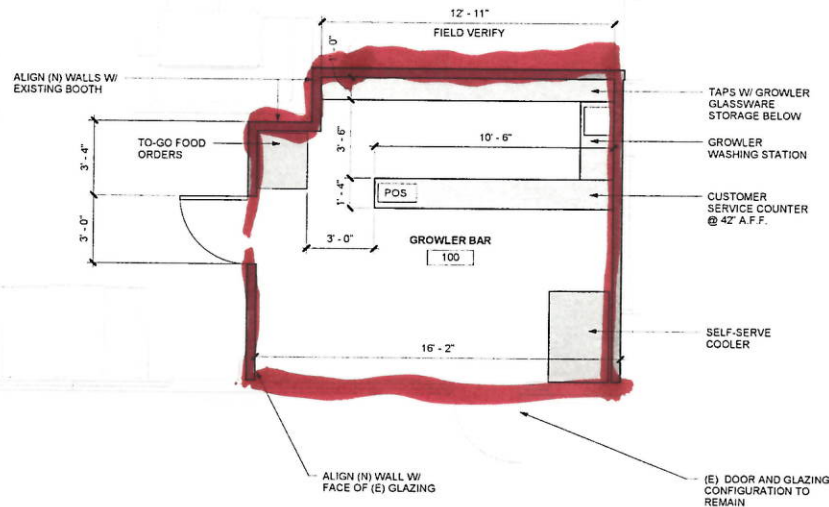 12' - 11"
FIELD VERIFY
1' - 0"
ALIGN (N) WALLS W/
EXISTING BOOTH
TAPS W/ GROWLER
GLASSWARE
STORAGE BELOW
TO-GO FOOD
ORDERS
3' - 4"
3' - 6"
10' - 6"
GROWLER
WASHING STATION
POS
1' - 4"
CUSTOMER
SERVICE COUNTER
@ 42" A.F.F.
3' - 0"
3' - 0"
GROWLER BAR
100
SELF-SERVE
COOLER
16' - 2"
ALIGN (N) WALL W/
FACE OF (E) GLAZING
(E) DOOR AND GLAZING
CONFIGURATION TO
REMAIN